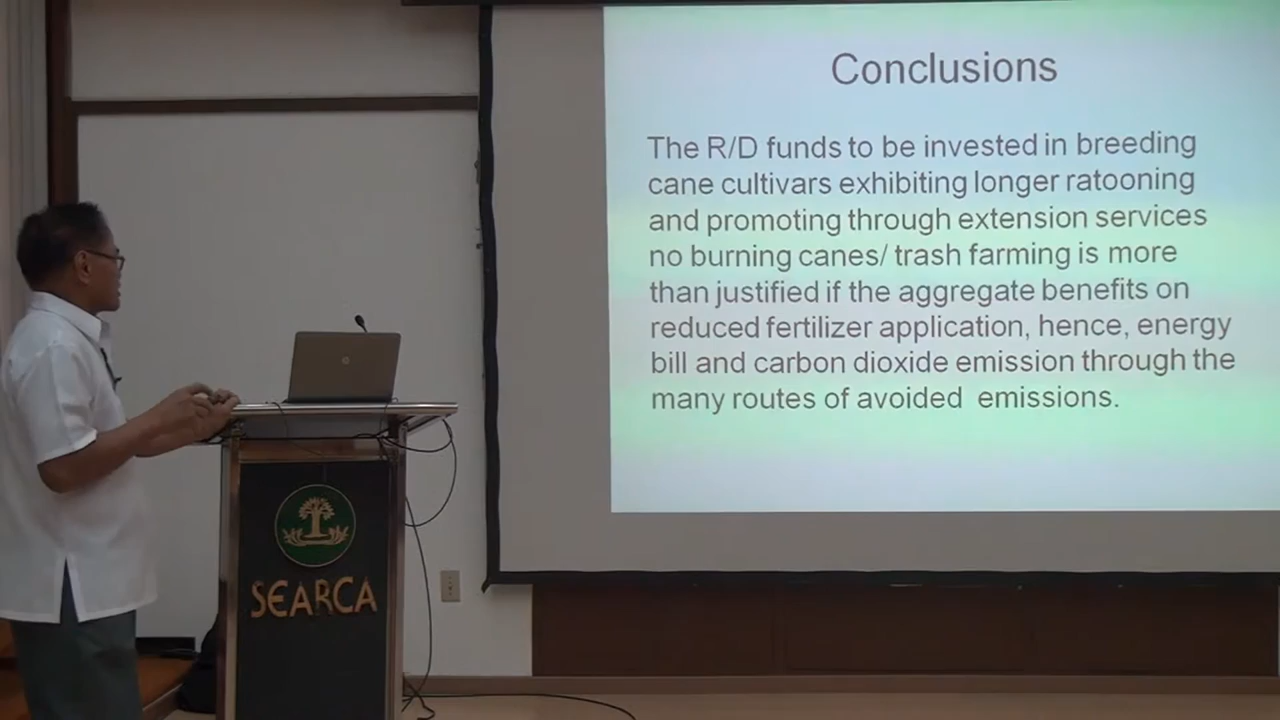 Conclusions
The R/D funds to be invested in breeding
cane cultivars exhibiting longer ratooning
and promoting through extension services
no burning canes/ trash farming is more
than justified if the aggregate benefits on
reduced fertilizer application, hence, energy
bill and carbon dioxide emission through the
many routes of avoided  emissions.
hp
SEARCA